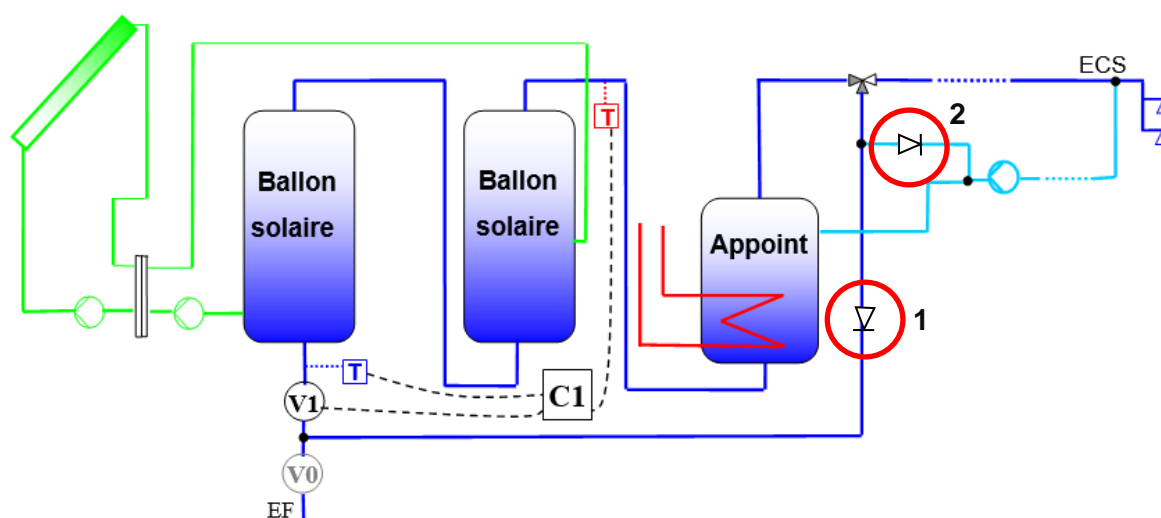 ECS
2
T
Ballon
solaire
Ballon
solaire
Appoint
1
T
C1
V1
V0
EF